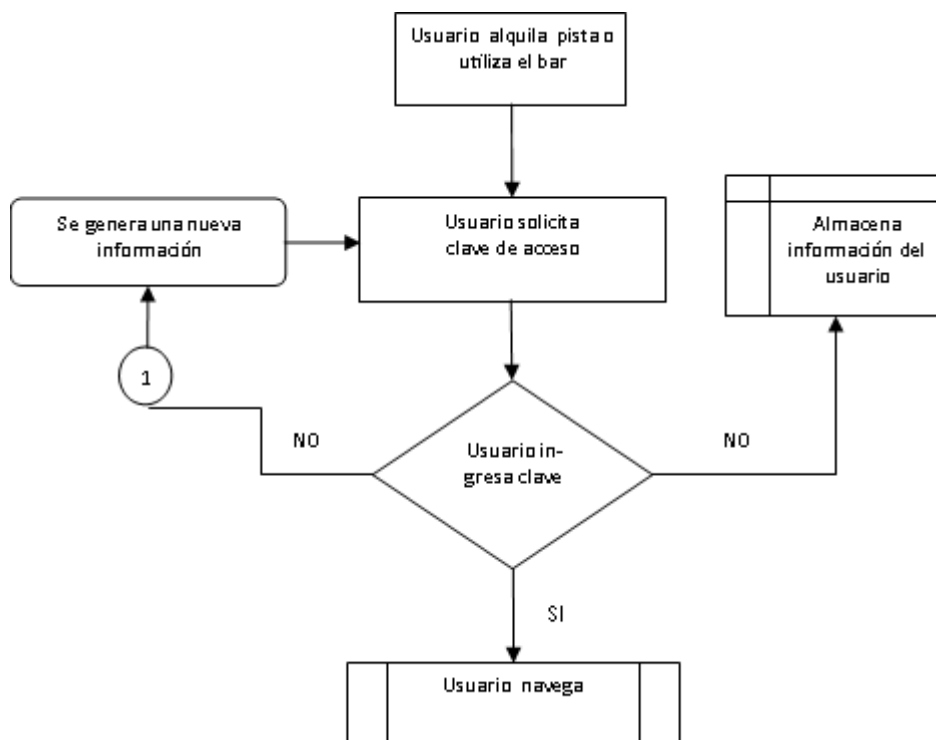 Usuario alquila pista o
utiliza el bar
Se genera una nueva
información
Usuario solicita
clave de acceso
Almacena
información del
usuario
1
NO
Usuario in-
gresa clave
NO
SI
Usuario navega